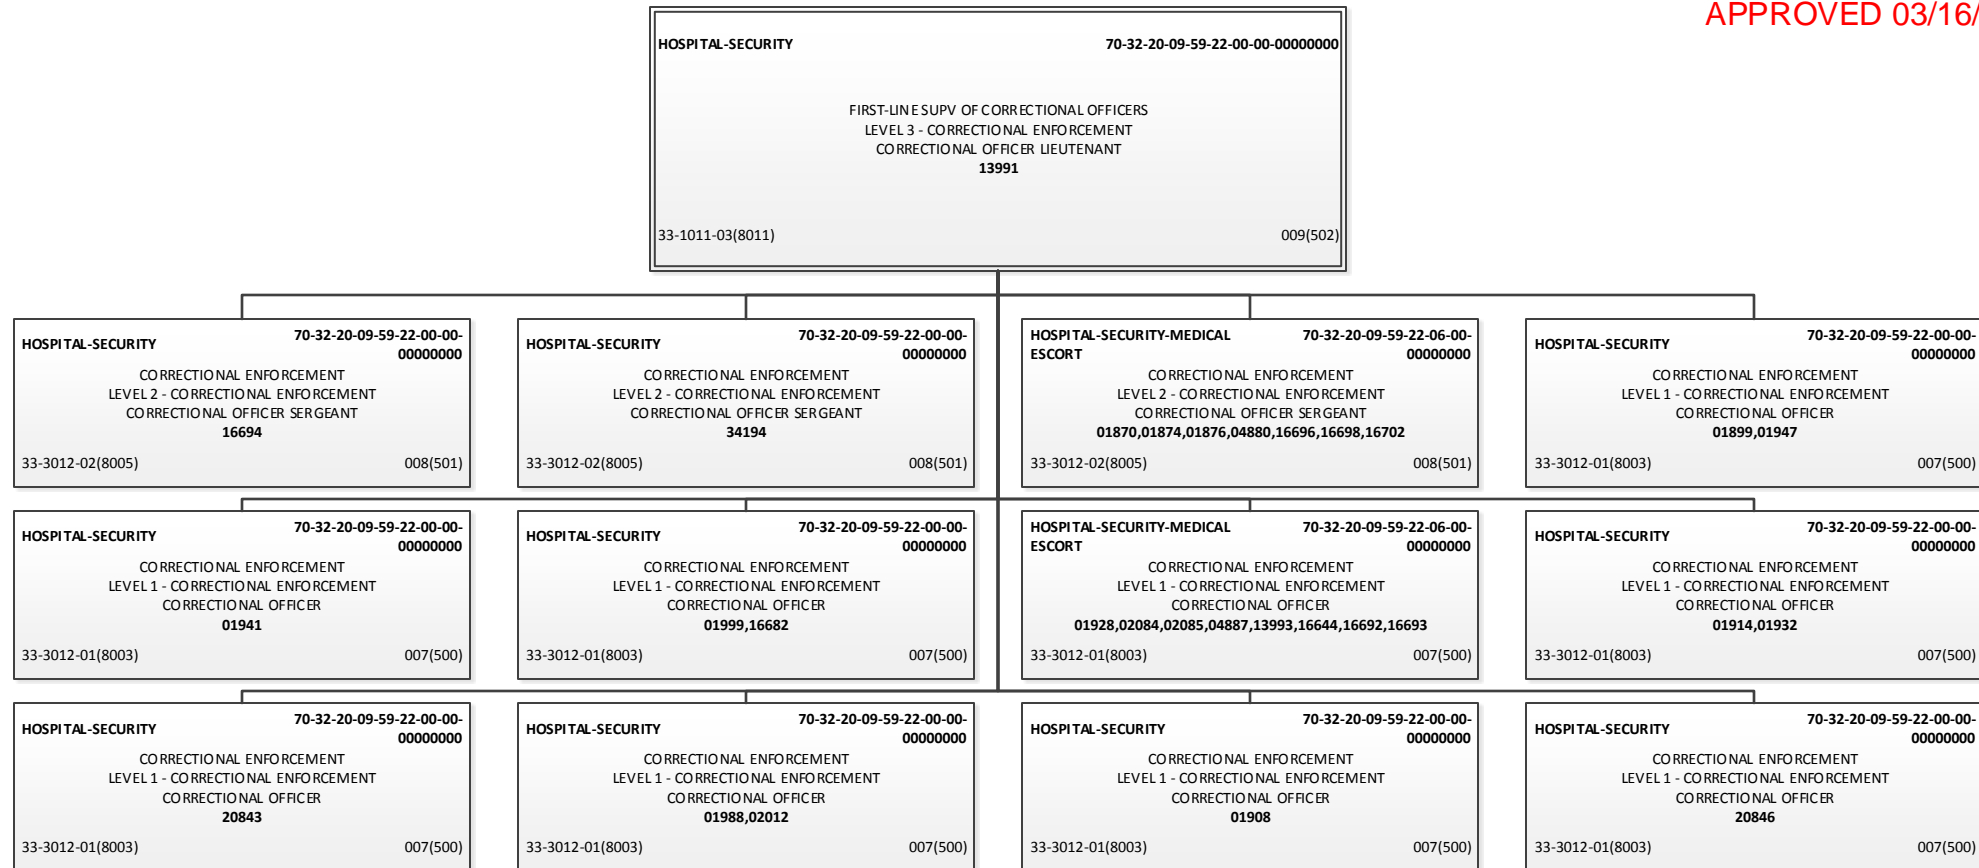 APPROVED 03/16/
HOSPITAL-SECURITY 70-32-20-09-59-22-00-00-00000000
FIRST-LINE SUPV OF CORRECTIONAL OFFICERS
LEVEL 3 - CORRECTIONAL ENFORCEMENT
CORRECTIONAL OFFICER LIEUTENANT
13991
33-1011-03(8011) 009(502)
HOSPITAL-SECURITY 70-32-20-09-59-22-00-00-
00000000
CORRECTIONAL ENFORCEMENT
LEVEL 2 - CORRECTIONAL ENFORCEMENT
CORRECTIONAL OFFICER SERGEANT
16694
33-3012-02(8005) 008(501)
HOSPITAL-SECURITY 70-32-20-09-59-22-00-00-
00000000
CORRECTIONAL ENFORCEMENT
LEVEL 2 - CORRECTIONAL ENFORCEMENT
CORRECTIONAL OFFICER SERGEANT
34194
33-3012-02(8005) 008(501)
HOSPITAL-SECURITY-MEDICAL 70-32-20-09-59-22-06-00-
ESCORT 00000000
CORRECTIONAL ENFORCEMENT
LEVEL 2 - CORRECTIONAL ENFORCEMENT
CORRECTIONAL OFFICER SERGEANT
01870,01874,01876,04880,16696,16698,16702
33-3012-02(8005) 008(501)
HOSPITAL-SECURITY 70-32-20-09-59-22-00-00-
00000000
CORRECTIONAL ENFORCEMENT
LEVEL 1 - CORRECTIONAL ENFORCEMENT
CORRECTIONAL OFFICER
01899,01947
33-3012-01(8003) 007(500)
HOSPITAL-SECURITY 70-32-20-09-59-22-00-00-
00000000
CORRECTIONAL ENFORCEMENT
LEVEL 1 - CORRECTIONAL ENFORCEMENT
CORRECTIONAL OFFICER
01941
33-3012-01(8003) 007(500)
HOSPITAL-SECURITY 70-32-20-09-59-22-00-00-
00000000
CORRECTIONAL ENFORCEMENT
LEVEL 1 - CORRECTIONAL ENFORCEMENT
CORRECTIONAL OFFICER
01999,16682
33-3012-01(8003) 007(500)
HOSPITAL-SECURITY-MEDICAL 70-32-20-09-59-22-06-00-
ESCORT 00000000
CORRECTIONAL ENFORCEMENT
LEVEL 1 - CORRECTIONAL ENFORCEMENT
CORRECTIONAL OFFICER
01928,02084,02085,04887,13993,16644,16692,16693
33-3012-01(8003) 007(500)
HOSPITAL-SECURITY 70-32-20-09-59-22-00-00-
00000000
CORRECTIONAL ENFORCEMENT
LEVEL 1 - CORRECTIONAL ENFORCEMENT
CORRECTIONAL OFFICER
01914,01932
33-3012-01(8003) 007(500)
HOSPITAL-SECURITY 70-32-20-09-59-22-00-00-
00000000
CORRECTIONAL ENFORCEMENT
LEVEL 1 - CORRECTIONAL ENFORCEMENT
CORRECTIONAL OFFICER
20843
33-3012-01(8003) 007(500)
HOSPITAL-SECURITY 70-32-20-09-59-22-00-00-
00000000
CORRECTIONAL ENFORCEMENT
LEVEL 1 - CORRECTIONAL ENFORCEMENT
CORRECTIONAL OFFICER
01988,02012
33-3012-01(8003) 007(500)
HOSPITAL-SECURITY 70-32-20-09-59-22-00-00-
00000000
CORRECTIONAL ENFORCEMENT
LEVEL 1 - CORRECTIONAL ENFORCEMENT
CORRECTIONAL OFFICER
01908
33-3012-01(8003) 007(500)
HOSPITAL-SECURITY 70-32-20-09-59-22-00-00-
00000000
CORRECTIONAL ENFORCEMENT
LEVEL 1 - CORRECTIONAL ENFORCEMENT
CORRECTIONAL OFFICER
20846
33-3012-01(8003) 007(500)